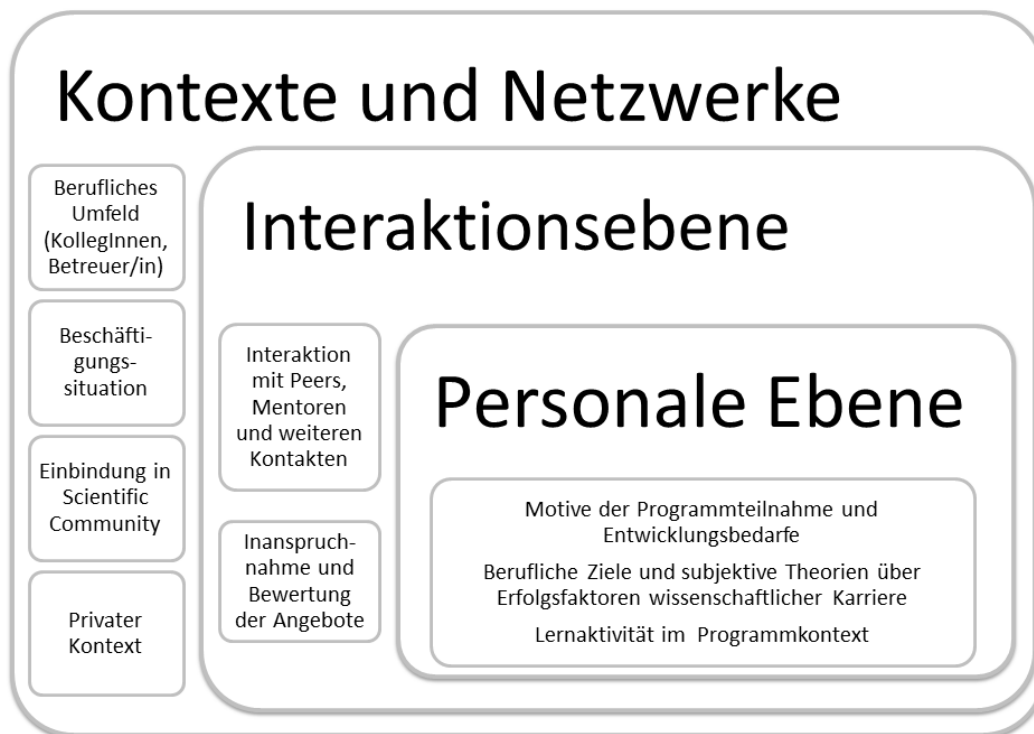 Kontexte und Netzwerke
Berufliches
Umfeld
(KollegInnen,
Betreuer/in)
Beschäfti-
gungs-
situation
Einbindung in
Scientific
Community
Privater
Kontext
Interaktionsebene
Interaktion
mit Peers,
Mentoren
und weiteren
Kontakten
Inanspruch-
nahme und
Bewertung
der Angebote
Personale Ebene
Motive der Programmteilnahme und
Entwicklungsbedarfe
Berufliche Ziele und subjektive Theorien über
Erfolgsfaktoren wissenschaftlicher Karriere
Lernaktivität im Programmkontext